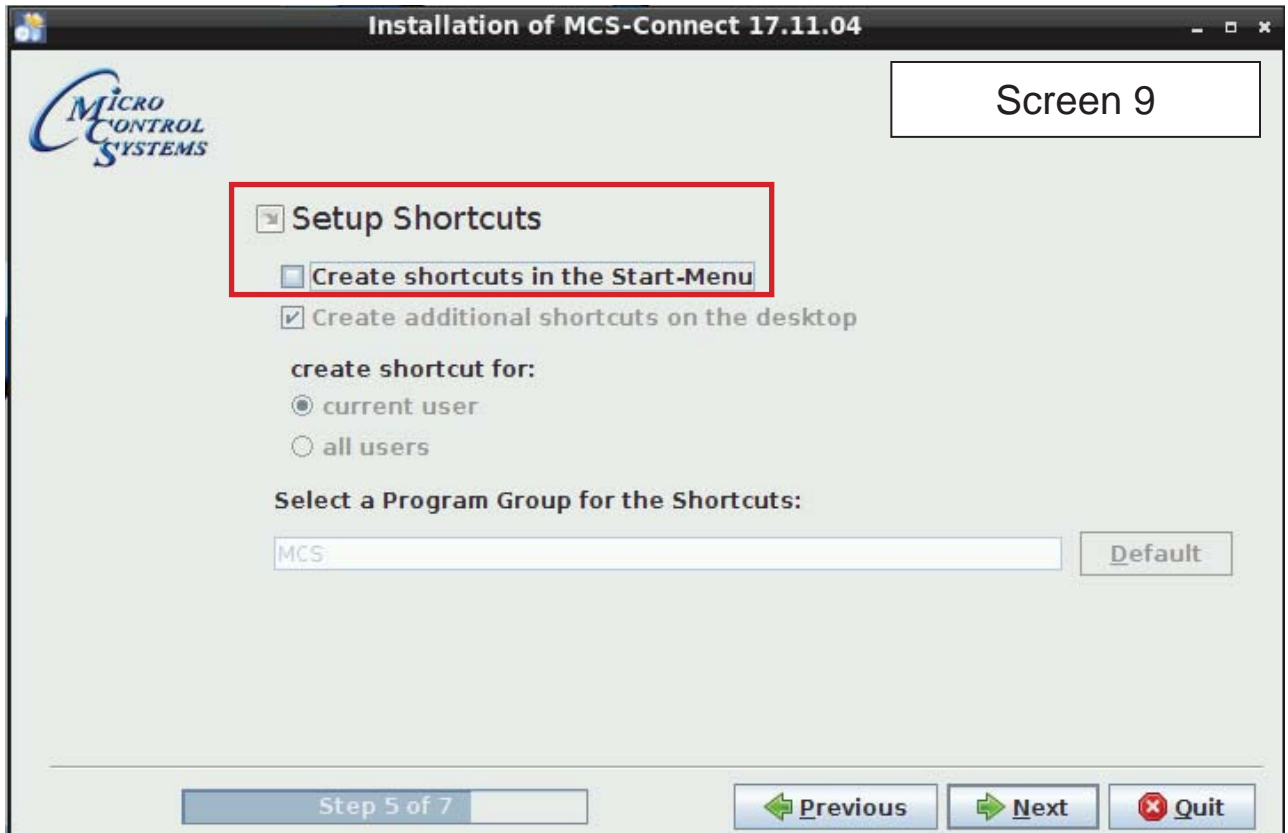 Installation of MCS-Connect 17.11.04
MICRO
CONTROL
SYSTEMS
Screen 9
Setup Shortcuts
Create shortcuts in the Start-Menu
Create additional shortcuts on the desktop
create shortcut for:
current user
all users
Select a Program Group for the Shortcuts:
MCS
Default
Step 5 of 7
Previous
Next
Quit